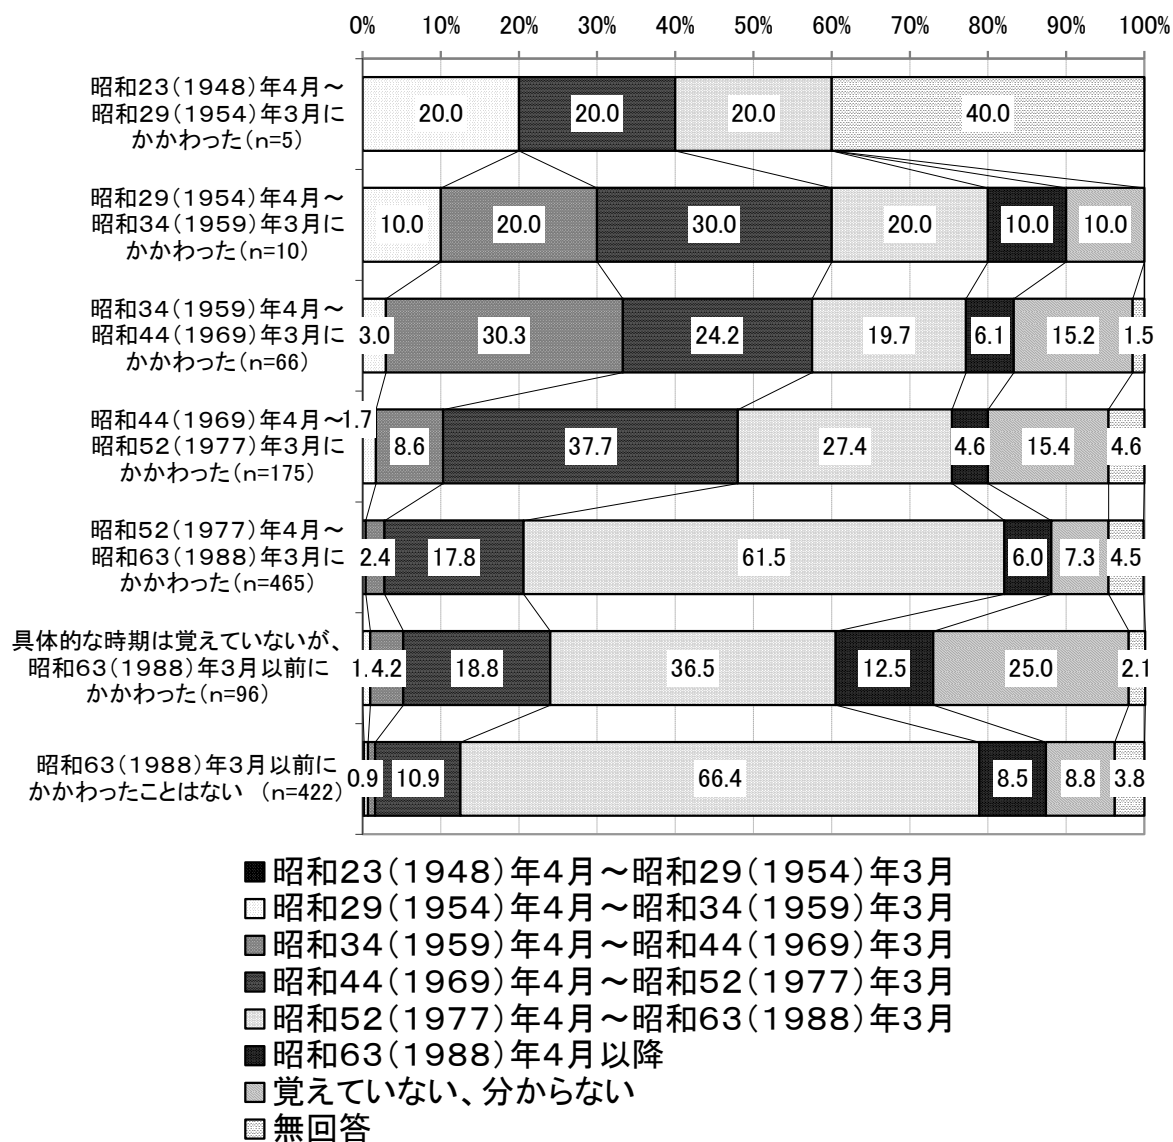 0% 10% 20% 30% 40% 50% 60% 70% 80% 90% 100%
昭和23(1948)年4月～
昭和29(1954)年3月に
かかわった(n=5)
20.0 20.0 20.0 40.0
昭和29(1954)年4月～
昭和34(1959)年3月に
かかわった(n=10)
10.0 20.0 30.0 20.0 10.0 10.0
昭和34(1959)年4月～
昭和44(1969)年3月に
かかわった(n=66)
3.0 30.3 24.2 19.7 6.1 15.2 1.5
昭和44(1969)年4月～
昭和52(1977)年3月に
かかわった(n=175)
1.7 8.6 37.7 27.4 4.6 15.4 4.6
昭和52(1977)年4月～
昭和63(1988)年3月に
かかわった(n=465)
2.4 17.8 61.5 6.0 7.3 4.5
具体的な時期は覚えていないが、
昭和63(1988)年3月以前に
かかわった(n=96)
4.2 18.8 36.5 12.5 25.0 2.1
昭和63(1988)年3月以前に
かかわったことはない (n=422)
0.9 10.9 66.4 8.5 8.8 3.8
昭和23(1948)年4月～昭和29(1954)年3月
昭和29(1954)年4月～昭和34(1959)年3月
昭和34(1959)年4月～昭和44(1969)年3月
昭和44(1969)年4月～昭和52(1977)年3月
昭和52(1977)年4月～昭和63(1988)年3月
昭和63(1988)年4月以降
覚えていない、分からない
無回答